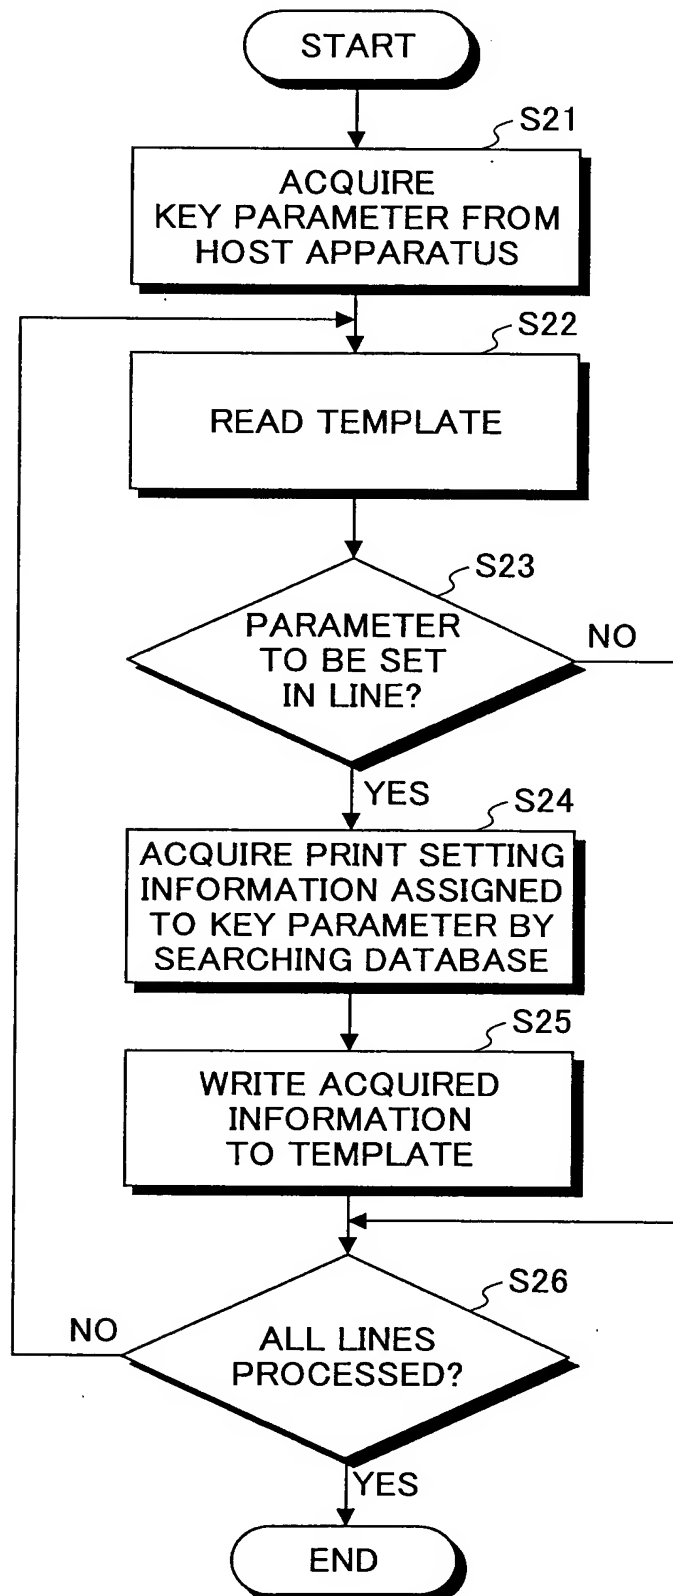 START
S21
ACQUIRE
KEY PARAMETER FROM
HOST APPARATUS
S22
READ TEMPLATE
S23
PARAMETER
TO BE SET
IN LINE?
NO
YES
S24
ACQUIRE PRINT SETTING
INFORMATION ASSIGNED
TO KEY PARAMETER BY
SEARCHING DATABASE
S25
WRITE ACQUIRED
INFORMATION
TO TEMPLATE
S26
NO
ALL LINES
PROCESSED?
YES
END